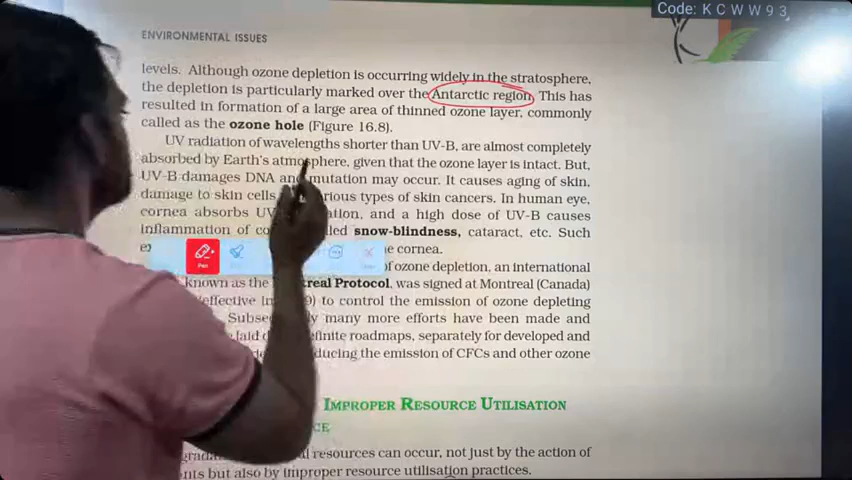 Code: K C W W 9 3
ENVIRONMENTAL ISSUES
levels. Although ozone depletion is occurring widely in the stratosphere,
the depletion is particularly marked over the Antarctic region. This has
resulted in formation of a large area of thinned ozone layer, commonly
called as the ozone hole (Figure 16.8).
UV radiation of wavelengths shorter than UV-B, are almost completely
absorbed by Earth's atmosphere, given that the ozone layer is intact. But,
UV-B damages DNA and mutation may occur. It causes aging of skin,
damage to skin cells various types of skin cancers. In human eye,
cornea absorbs UV and a high dose of UV-B causes
inflammation of snow-blindness, cataract, etc. Such
Pen
the cornea.
of ozone depletion, an international
known as the Montreal Protocol, was signed at Montreal (Canada)
effective to control the emission of ozone depleting
many more efforts have been made and
laid definite roadmaps, separately for developed and
reducing the emission of CFCs and other ozone
IMPROPER RESOURCE UTILISATION
resources can occur, not just by the action of
but also by improper resource utilisation practices.